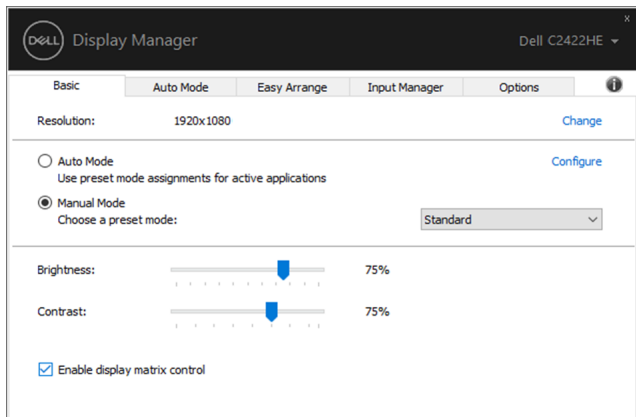 x
DELL Display Manager Dell C2422HE
Basic Auto Mode Easy Arrange Input Manager Options i
Resolution: 1920x1080 Change
Auto Mode Configure
Use preset mode assignments for active applications
Manual Mode
Choose a preset mode: Standard
Brightness: 75%
Contrast: 75%
Enable display matrix control